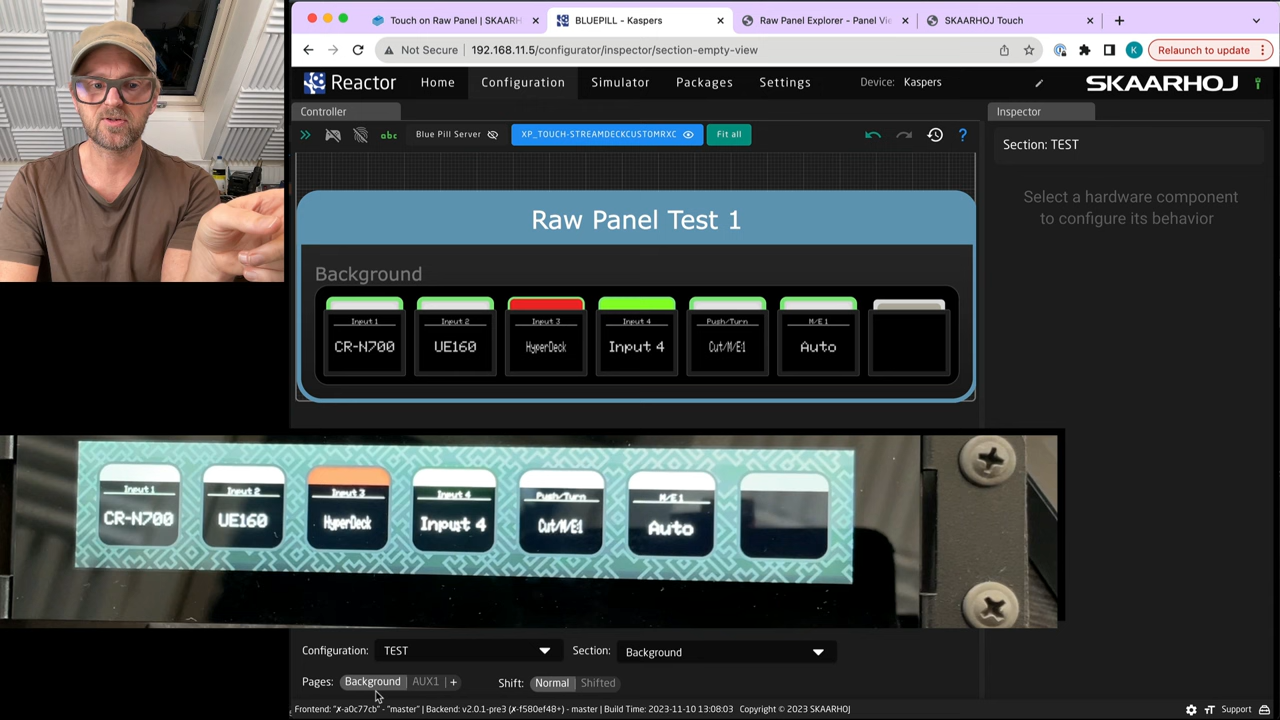 Touch on Raw Panel | SKAARH
BLUEPILL - Kaspers
Raw Panel Explorer - Panel Vie
SKAARHOJ Touch
Not Secure
192.168.11.5/configurator/inspector/section-empty-view
K
Relaunch to update
Reactor
Home
Configuration
Simulator
Packages
Settings
Device:
Kaspers
SKAARHOJ
Controller
Inspector
abc
Blue Pill Server
XP_TOUCH-STREAMDECKCUSTOMRXC
Fit all
?
Section: TEST
Select a hardware component
to configure its behavior
Raw Panel Test 1
Background
Input 1
CR-N700
Input 2
UE160
Input 3
HyperDeck
Input 4
Input 4
Push/Turn
Cut/M/E:1
M/E 1
Auto
Input 1
CR-N700
Input 2
UE160
Input 3
HyperDeck
Input 4
Input 4
Push/Turn
Cut/M/E:1
M/E 1
Auto
Configuration:
TEST
Section:
Background
Pages:
Background
AUX1
+
Shift:
Normal
Shifted
Frontend: "✗-a0c77cb" - "master" | Backend: v2.0.1-pre3 (✗-f580ef48+) - master | Build Time: 2023-11-10 13:08:03 Copyright © 2023 SKAARHOJ
Support